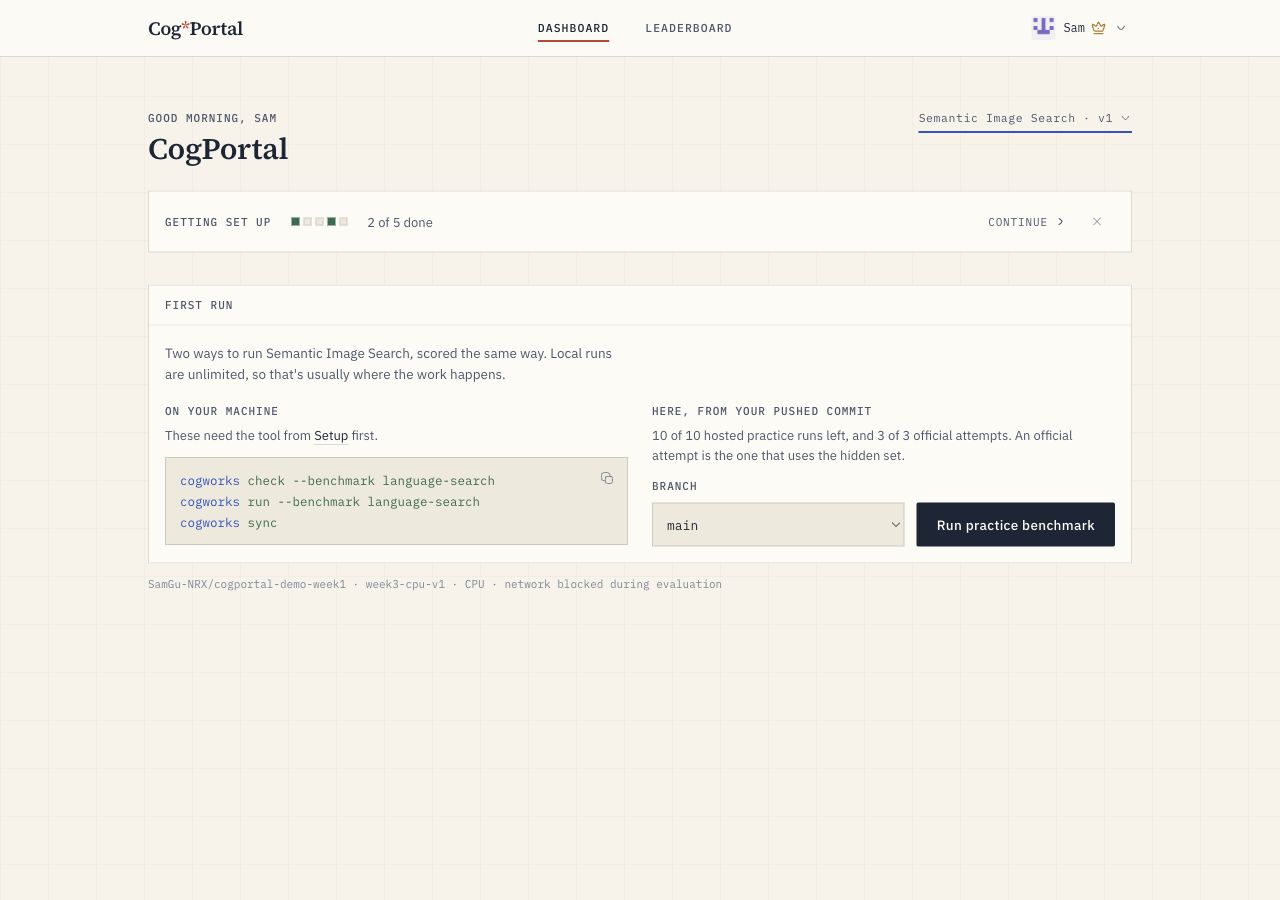 Cog*Portal
DASHBOARD
LEADERBOARD
Sam
GOOD MORNING, SAM
CogPortal
Semantic Image Search · v1
GETTING SET UP
2 of 5 done
CONTINUE
FIRST RUN
Two ways to run Semantic Image Search, scored the same way. Local runs
are unlimited, so that's usually where the work happens.
ON YOUR MACHINE
These need the tool from Setup first.
cogworks check --benchmark language-search
cogworks run --benchmark language-search
cogworks sync
HERE, FROM YOUR PUSHED COMMIT
10 of 10 hosted practice runs left, and 3 of 3 official attempts. An official
attempt is the one that uses the hidden set.
BRANCH
main
Run practice benchmark
SamGu-NRX/cogportal-demo-week1 · week3-cpu-v1 · CPU · network blocked during evaluation